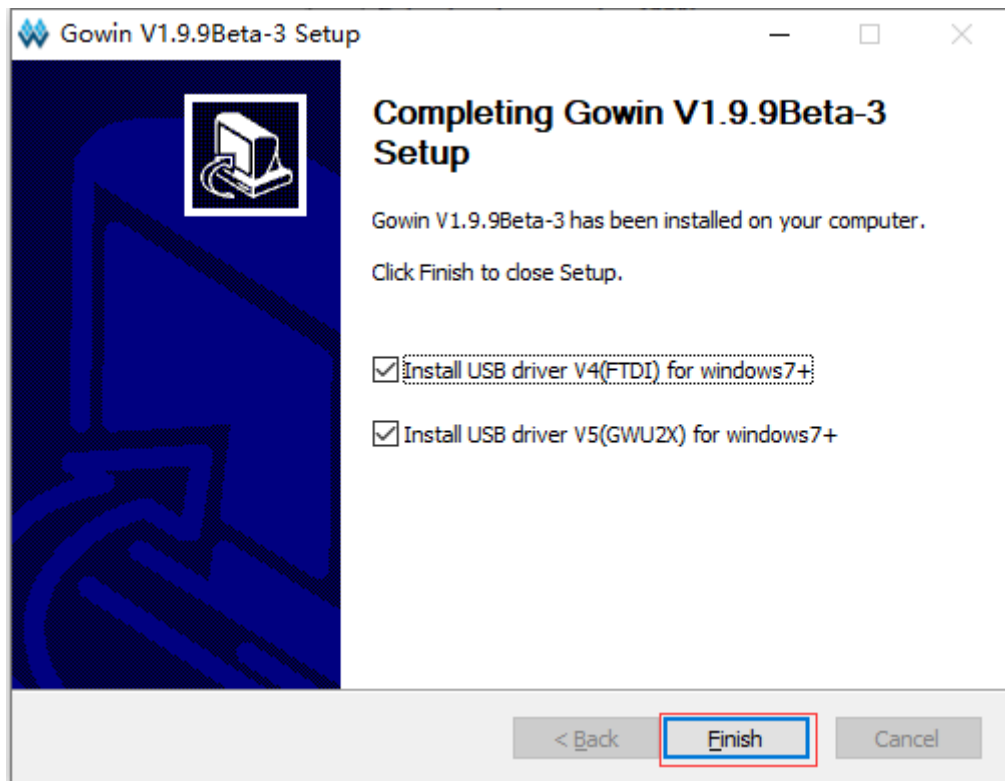 Gowin V1.9.9Beta-3 Setup
Completing Gowin V1.9.9Beta-3
Setup
Gowin V1.9.9Beta-3 has been installed on your computer.
Click Finish to close Setup.
Install USB driver V4(FTDI) for windows7+
Install USB driver V5(GWU2X) for windows7+
< Back
Finish
Cancel